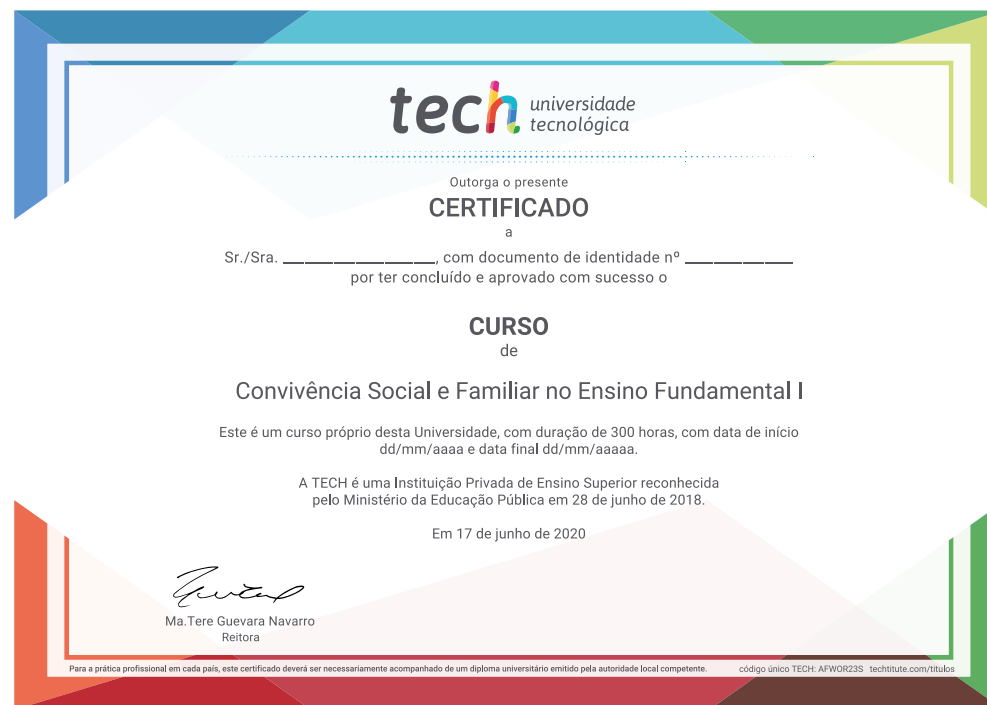 tech universidade
tecnológica
Outorga o presente
CERTIFICADO
a
Sr./Sra. ______________, com documento de identidade nº __________
por ter concluído e aprovado com sucesso o
CURSO
de
Convivência Social e Familiar no Ensino Fundamental I
Este é um curso próprio desta Universidade, com duração de 300 horas, com data de início
dd/mm/aaaa e data final dd/mm/aaaaa.
A TECH é uma Instituição Privada de Ensino Superior reconhecida
pelo Ministério da Educação Pública em 28 de junho de 2018.
Em 17 de junho de 2020
Ma.Tere Guevara Navarro
Reitora
Para a prática profissional em cada país, este certificado deverá ser necessariamente acompanhado de um diploma universitário emitido pela autoridade local competente. código único TECH: AFWOR23S techtitute.com/titulos